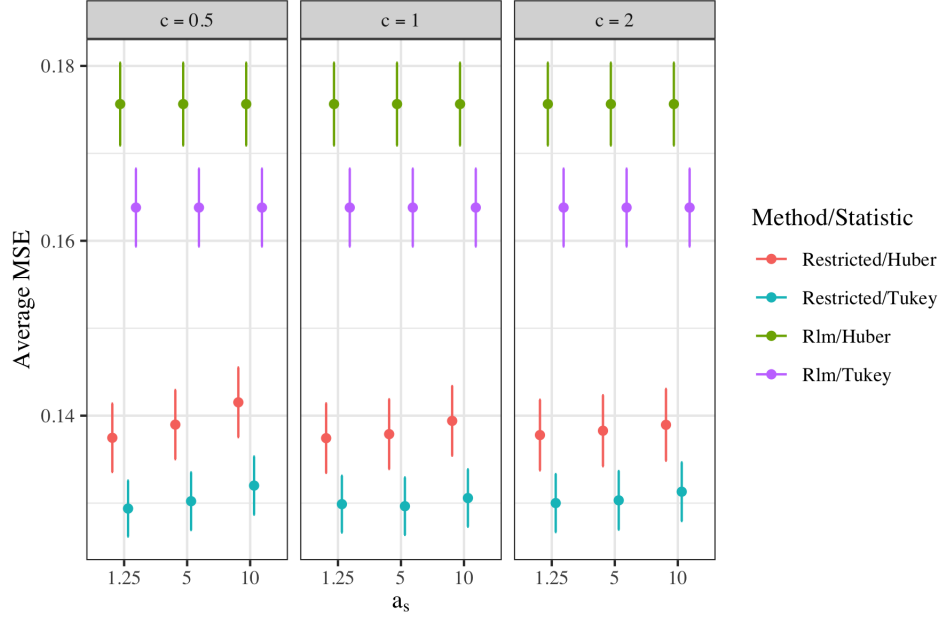 c = 0.5
c = 1
c = 2
0.18
0.16
0.14
Average MSE
1.25
5
10
1.25
5
10
1.25
5
10
a_s
Method/Statistic
Restricted/Huber
Restricted/Tukey
Rlm/Huber
Rlm/Tukey